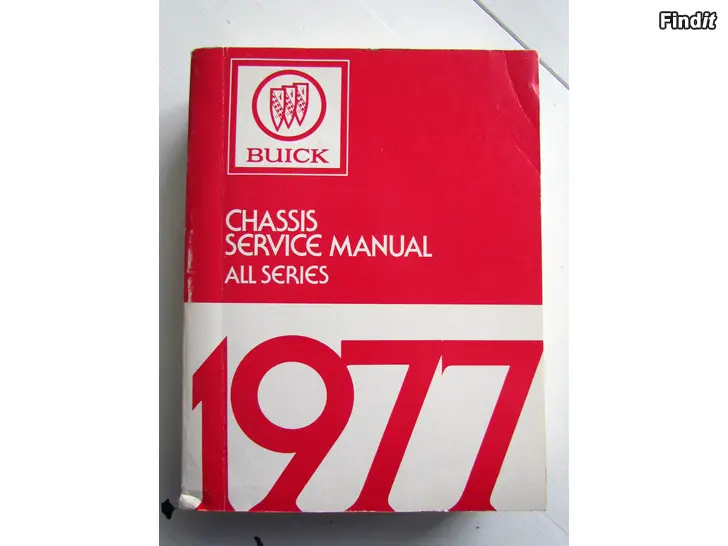 Findit
BUICK
CHASSIS
SERVICE MANUAL
ALL SERIES
1977